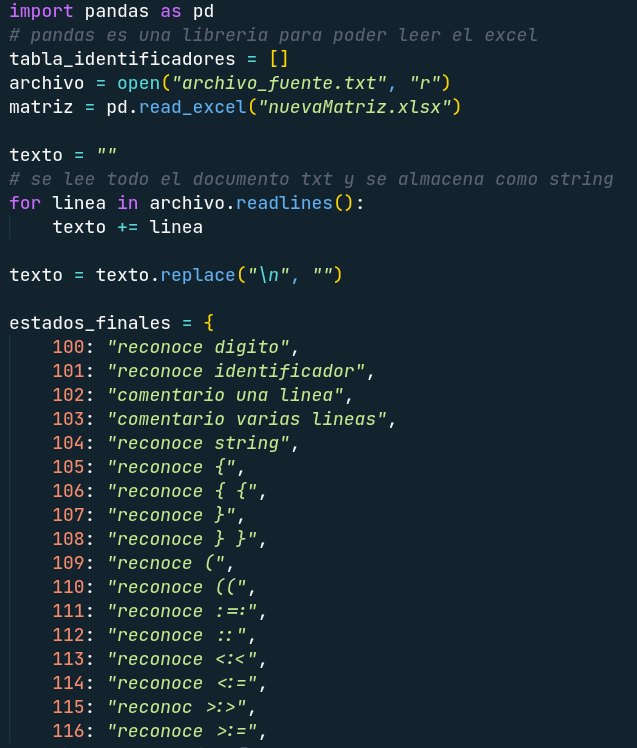 import pandas as pd
# pandas es una libreria para poder leer el excel
tabla_identificadores = []
archivo = open("archivo_fuente.txt", "r")
matriz = pd.read_excel("nuevaMatriz.xlsx")
texto = ""
# se lee todo el documento txt y se almacena como string
for linea in archivo.readlines():
    texto += linea
texto = texto.replace("\n", "")
estados_finales = {
    100: "reconoce digito",
    101: "reconoce identificador",
    102: "comentario una linea",
    103: "comentario varias lineas",
    104: "reconoce string",
    105: "reconoce {",
    106: "reconoce { {",
    107: "reconoce }",
    108: "reconoce } }",
    109: "recnoce (",
    110: "reconoce ((",
    111: "reconoce :=:",
    112: "reconoce ::",
    113: "reconoce <:<",
    114: "reconoce <:=",
    115: "reconoc >:>",
    116: "reconoce >:=",